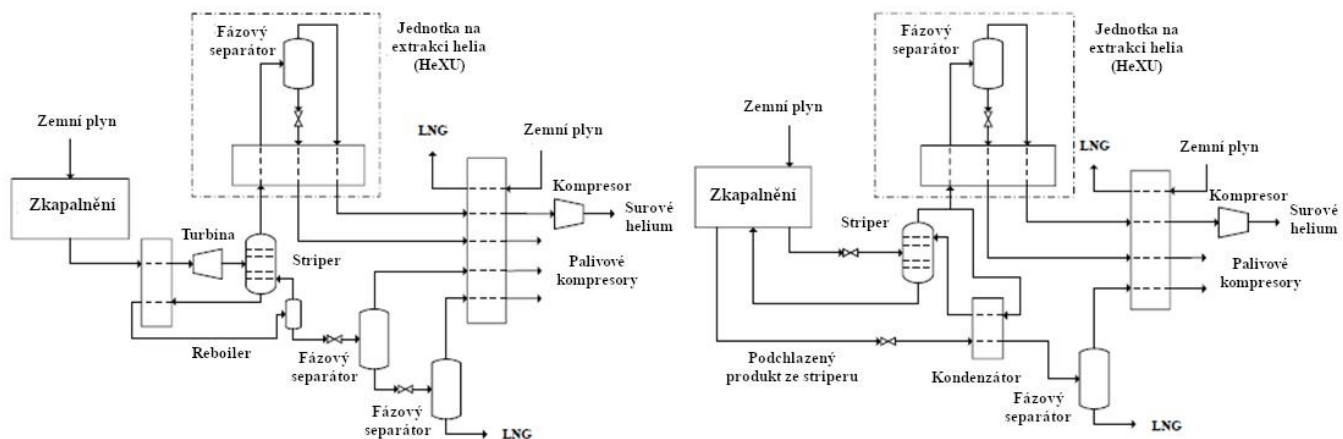 Fázový
separátor
Jednotka na
extrakci helia
(HeXU)
Zemní plyn
Zkapalnění
Turbína
Striper
Reboiler
Fázový
separátor
Fázový
separátor
LNG
LNG
Zemní plyn
Kompresor
Surové
helium
Palivové
kompresory
Fázový
separátor
Jednotka na
extrakci helia
(HeXU)
Zemní plyn
Zkapalnění
Striper
Podchlazený
produkt ze striperu
Kondenzátor
Fázový
separátor
LNG
LNG
Zemní plyn
Kompresor
Surové
helium
Palivové
kompresory